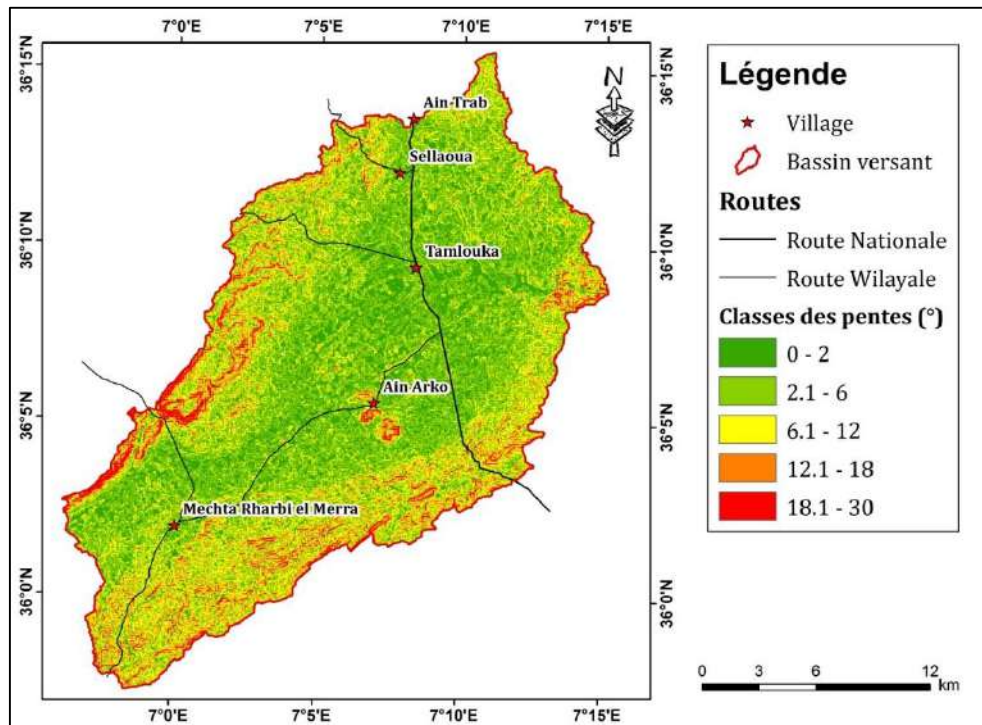 7°0'E 7°5'E 7°10'E 7°15'E
36°15'N 36°15'N
36°10'N 36°10'N
36°5'N 36°5'N
36°0'N 36°0'N
N
Ain Trab
Sellaoua
Tamlouka
Ain Arko
Mechta Rharbi el Merra
7°0'E 7°5'E 7°10'E 7°15'E
Légende
Village
Bassin versant
Routes
Route Nationale
Route Wilayale
Classes des pentes (°)
0 - 2
2.1 - 6
6.1 - 12
12.1 - 18
18.1 - 30
0 3 6 12
km